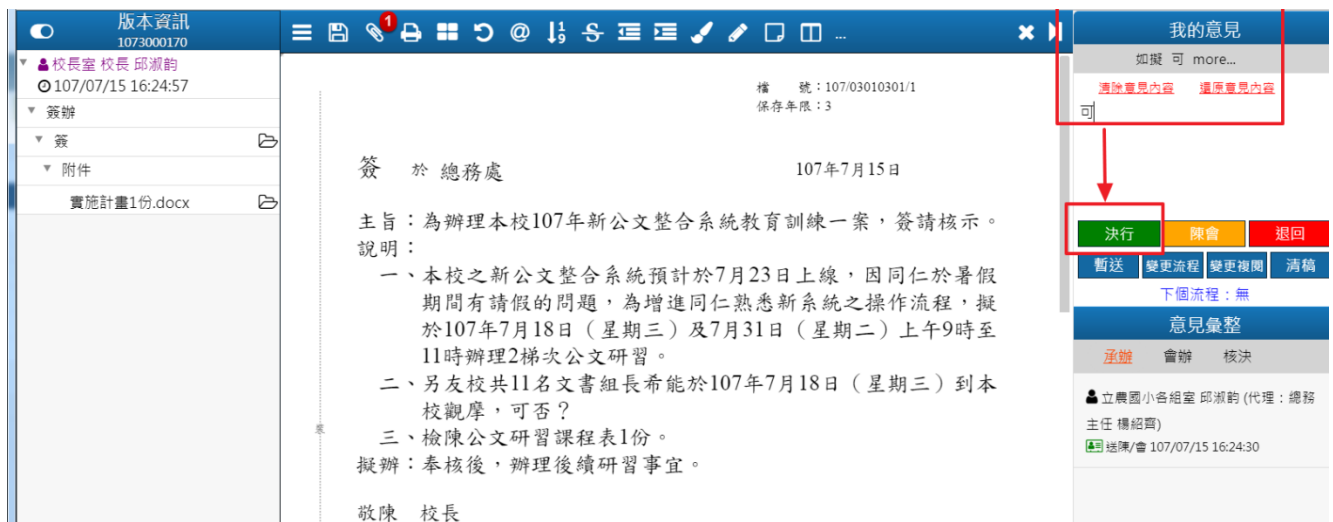 版本資訊
1073000170
校長室 校長 邱淑韵
107/07/15 16:24:57
簽辦
簽
附件
實施計畫1份.docx
1
@
...
檔 號：107/03010301/1
保存年限：3
簽 於 總務處 107年7月15日
主旨：為辦理本校107年新公文整合系統教育訓練一案，簽請核示。
說明：
一、本校之新公文整合系統預計於7月23日上線，因同仁於暑假
期間有請假的問題，為增進同仁熟悉新系統之操作流程，擬
於107年7月18日（星期三）及7月31日（星期二）上午9時至
11時辦理2梯次公文研習。
二、另友校共11名文書組長希能於107年7月18日（星期三）到本
校觀摩，可否？
三、檢陳公文研習課程表1份。
擬辦：奉核後，辦理後續研習事宜。
敬陳 校長
我的意見
如擬 可 more...
清除意見內容 還原意見內容
可
決行 陳會 退回
暫送 變更流程 變更複閱 清稿
下個流程：無
意見彙整
承辦 會辦 核決
立農國小各組室 邱淑韵 (代理：總務
主任 楊紹齊)
送陳/會 107/07/15 16:24:30